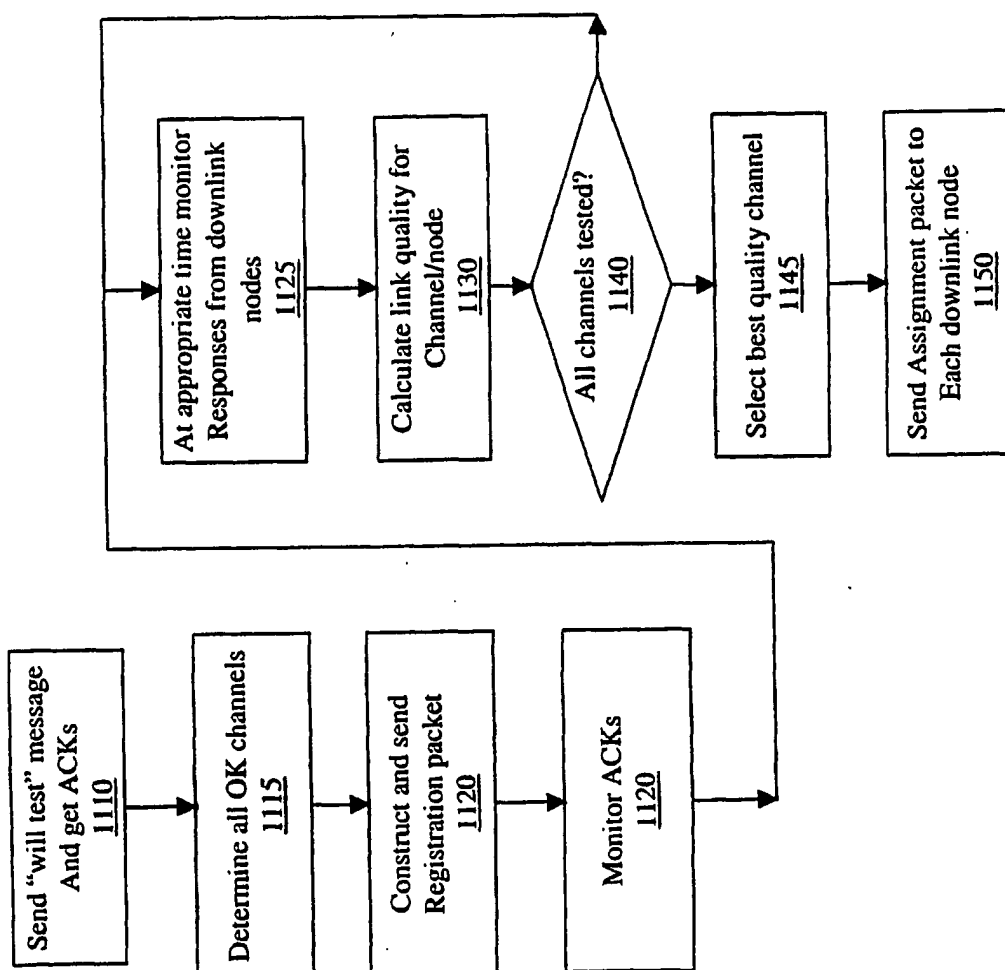 Send “will test” message
And get ACKs
1110
Determine all OK channels
1115
Construct and send
Registration packet
1120
Monitor ACKs
1120
At appropriate time monitor
Responses from downlink
nodes
1125
Calculate link quality for
Channel/node
1130
All channels tested?
1140
Select best quality channel
1145
Send Assignment packet to
Each downlink node
1150